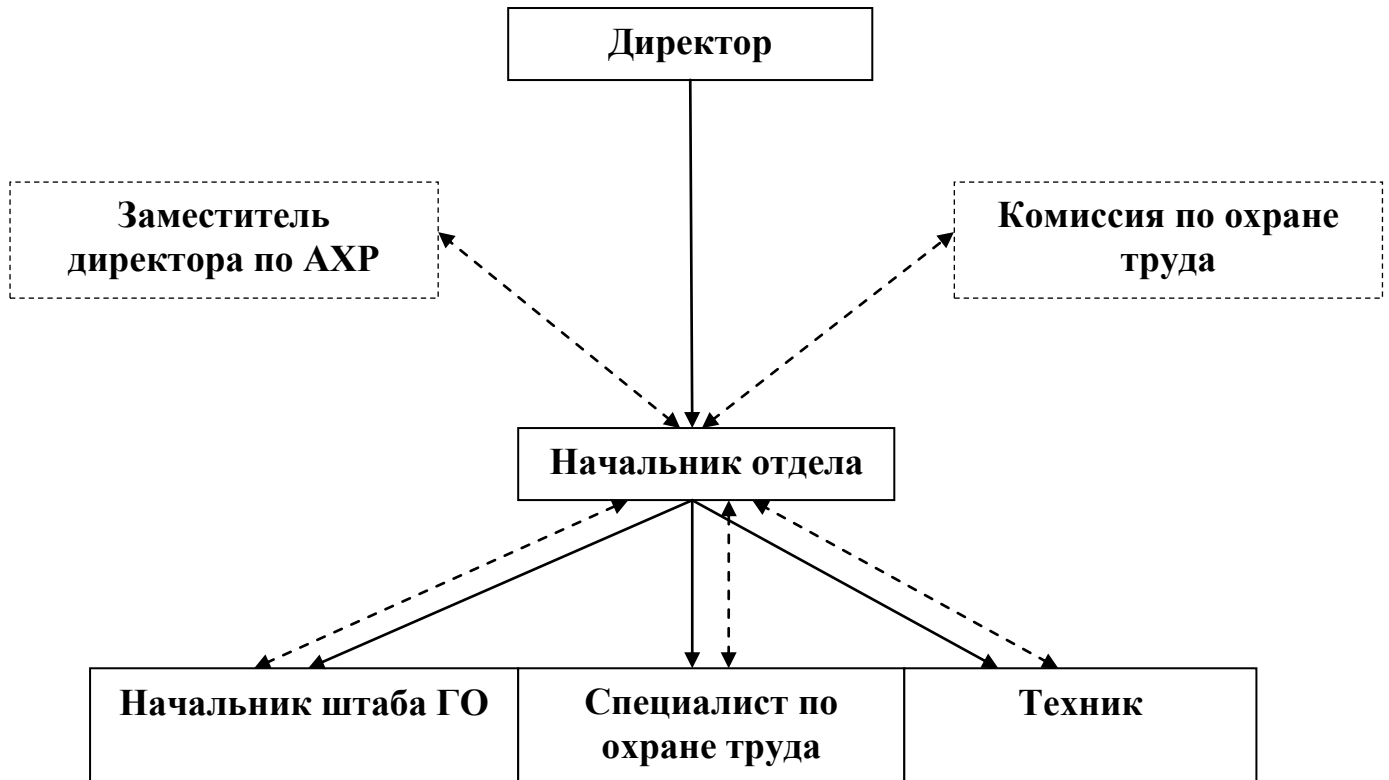 Директор
Заместитель
директора по АХР
Комиссия по охране
труда
Начальник отдела
Начальник штаба ГО
Специалист по
охране труда
Техник